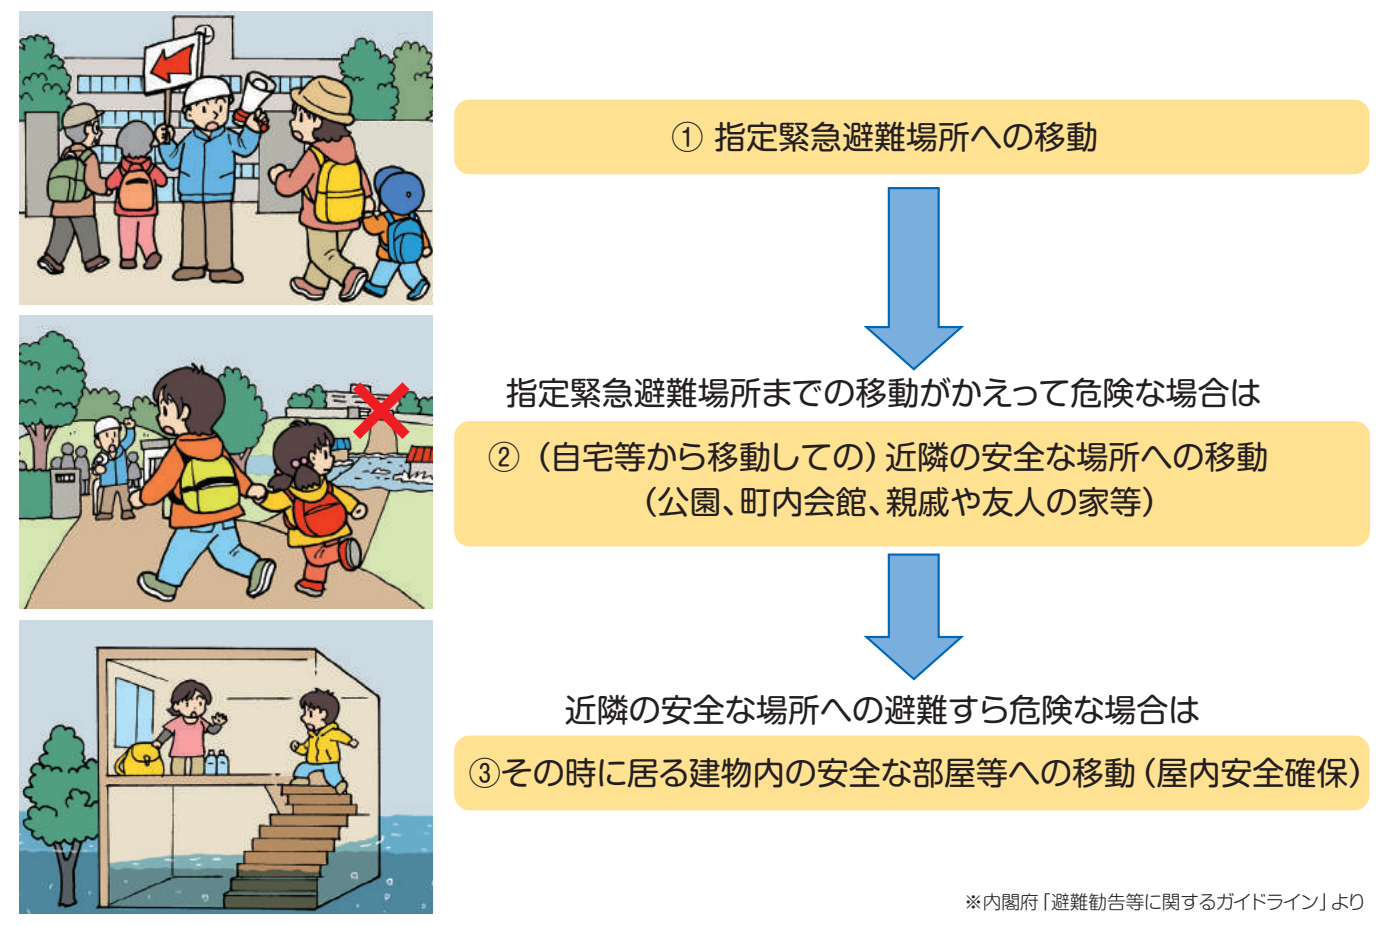 ① 指定緊急避難場所への移動
指定緊急避難場所までの移動がかえって危険な場合は
②（自宅等から移動しての）近隣の安全な場所への移動
（公園、町内会館、親戚や友人の家等）
近隣の安全な場所への避難すら危険な場合は
③その時に居る建物内の安全な部屋等への移動（屋内安全確保）
※内閣府「避難勧告等に関するガイドライン」より